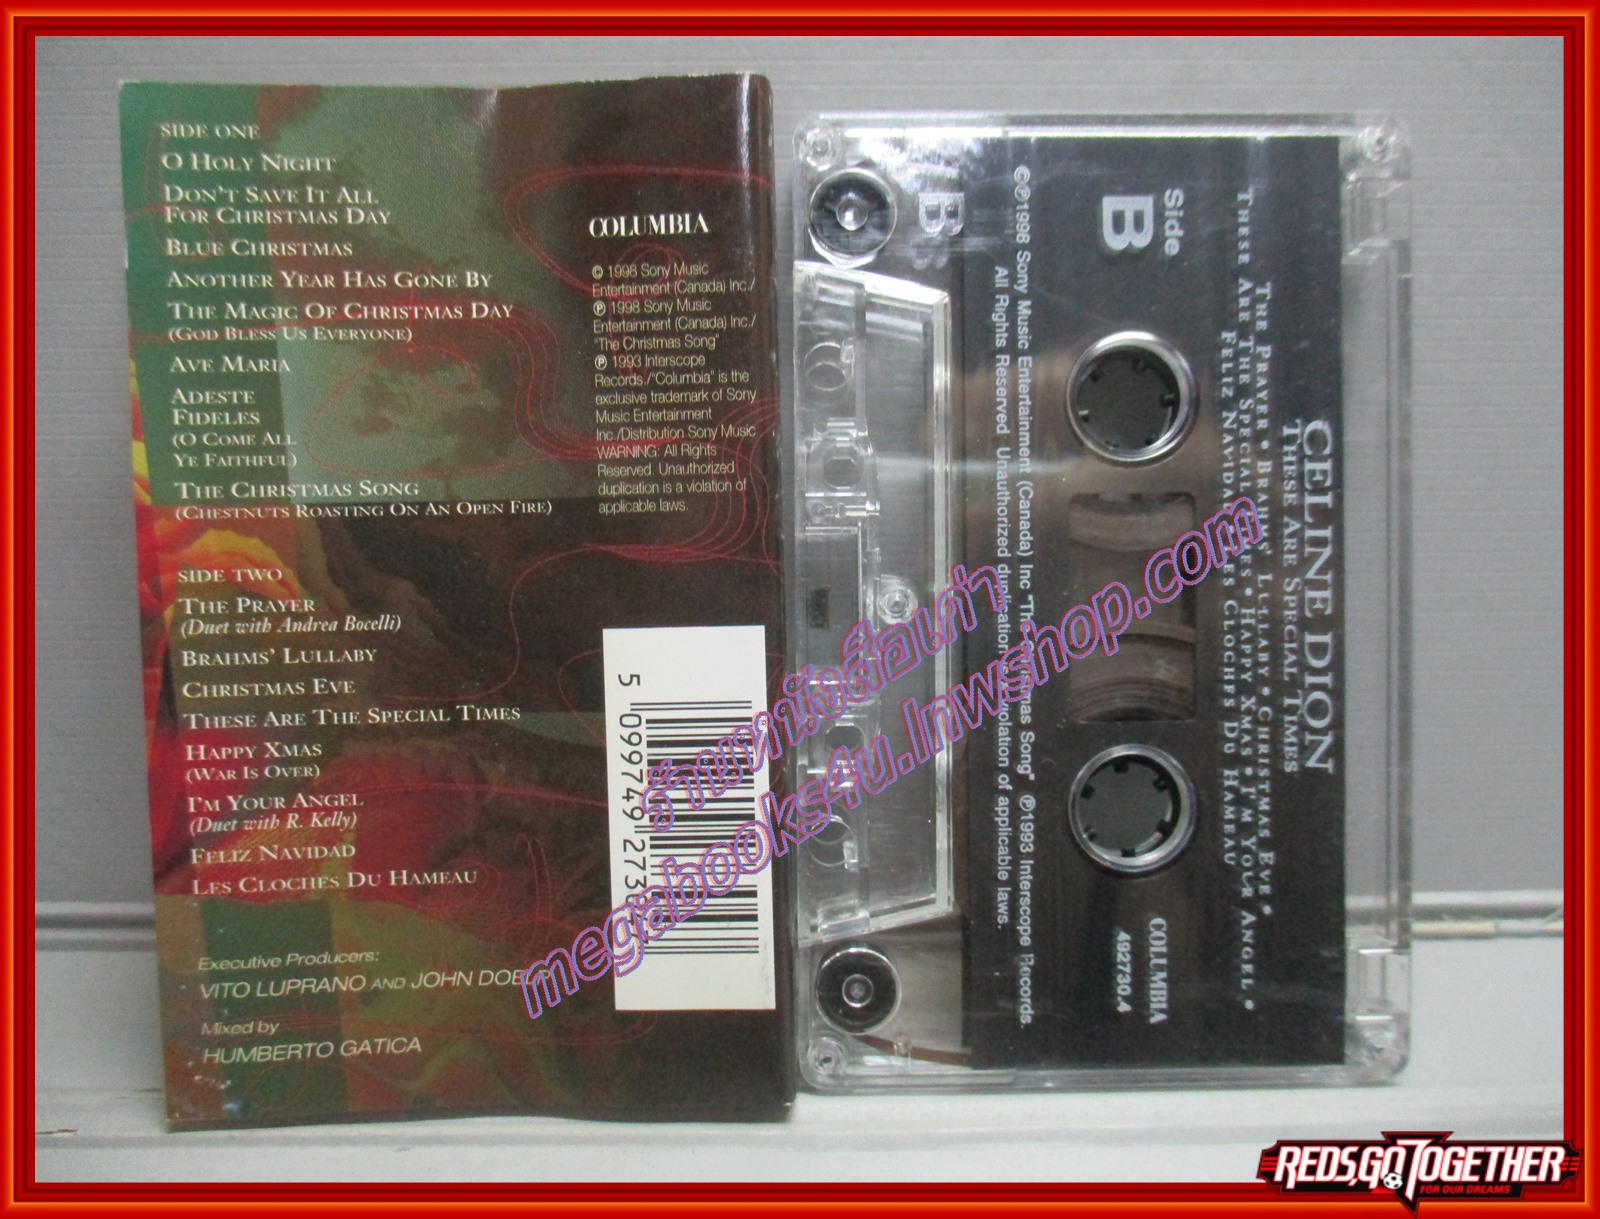 SIDE ONE
O HOLY NIGHT
DON'T SAVE IT ALL
FOR CHRISTMAS DAY
BLUE CHRISTMAS
ANOTHER YEAR HAS GONE BY
THE MAGIC OF CHRISTMAS DAY
(GOD BLESS US EVERYONE)
AVE MARIA
ADESTE
FIDELES
(O COME ALL
YE FAITHFUL)
THE CHRISTMAS SONG
(CHESTNUTS ROASTING ON AN OPEN FIRE)
SIDE TWO
THE PRAYER
(Duet with Andrea Bocelli)
BRAHMS' LULLABY
CHRISTMAS EVE
THESE ARE THE SPECIAL TIMES
HAPPY XMAS
(WAR IS OVER)
I'M YOUR ANGEL
(Duet with R. Kelly)
FELIZ NAVIDAD
LES CLOCHES DU HAMEAU
Executive Producers:
VITO LUPRANO AND JOHN
Mixed by
HUMBERTO GATICA
COLUMBIA
© 1998 Sony Music
Entertainment (Canada) Inc./
℗ 1998 Sony Music
Entertainment (Canada) Inc./
"The Christmas Song"
℗ 1993 Interscope
Records./"Columbia" is the
exclusive trademark of Sony
Music Entertainment
Inc./Distribution Sony Music
WARNING: All Rights
Reserved. Unauthorized
duplication is a violation of
applicable laws.
5 099749 273
B
Side
B
CELINE DION
THESE ARE SPECIAL TIMES
THE PRAYER • BRAHMS' LULLABY • CHRISTMAS EVE •
THESE ARE THE SPECIAL TIMES • HAPPY XMAS • I'M YOUR ANGEL •
FELIZ NAVIDAD • LES CLOCHES DU HAMEAU
COLUMBIA
492730.4
©℗1998 Sony Music Entertainment (Canada) Inc "The Christmas Song" ℗1993 Interscope Records.
All Rights Reserved. Unauthorized duplication is a violation of applicable laws.
ร้านหนังสือเก่า
megabooks4u.lnwshop.com
REDS,GO TOGETHER
FOR OUR DREAMS